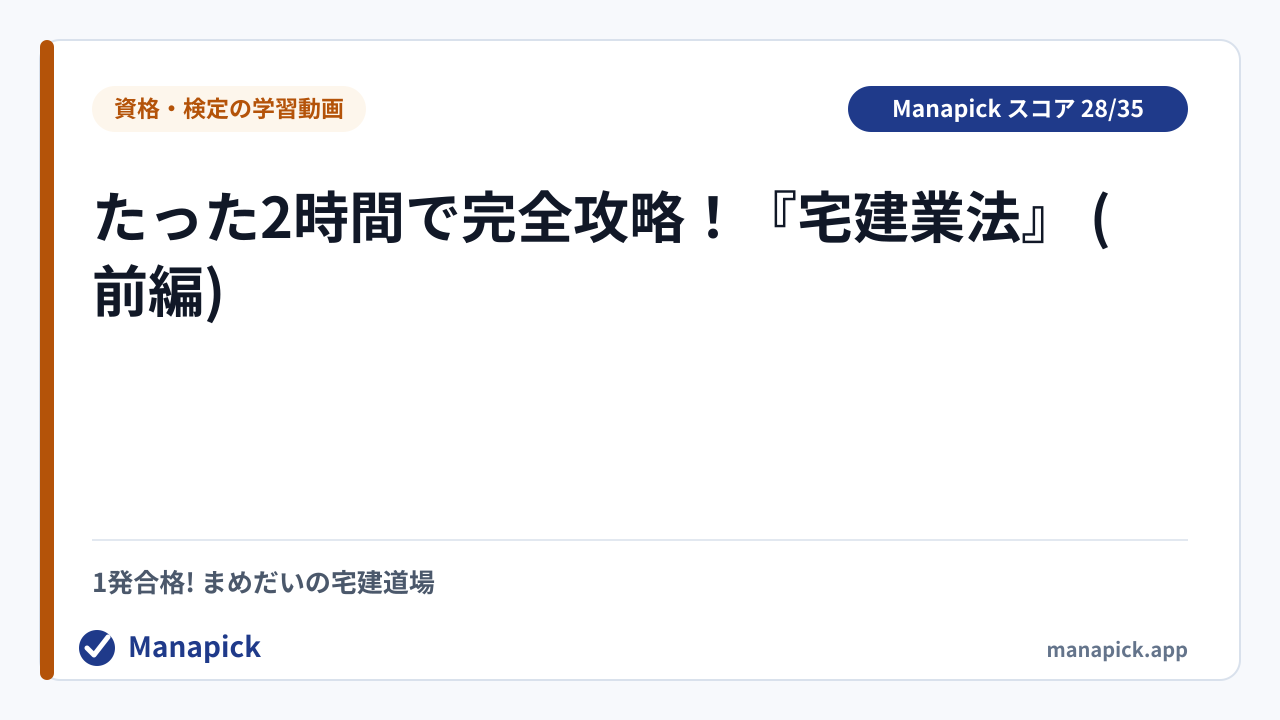 資格・検定の学習動画
Manapick スコア 28/35
たった2時間で完全攻略！『宅建業法』 (
前編)
1発合格! まめだいの宅建道場
Manapick
manapick.app